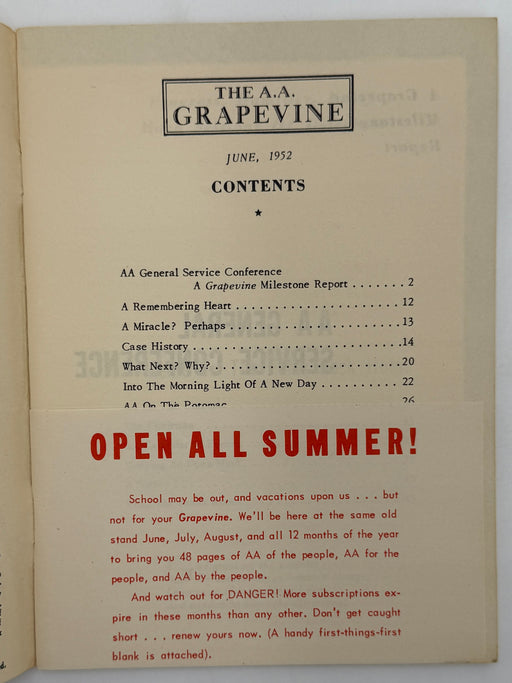 THE A.A.
GRAPEVINE
JUNE, 1952
CONTENTS
★
AA General Service Conference
A Grapevine Milestone Report . . . . . . . 2
A Remembering Heart . . . . . . . . . . . . . . . . . . . . . 12
A Miracle? Perhaps . . . . . . . . . . . . . . . . . . . . . 13
Case History . . . . . . . . . . . . . . . . . . . . . . . . . . 14
What Next? Why? . . . . . . . . . . . . . . . . . . . . . . . 20
Into The Morning Light Of A New Day . . . . . . . . . 22
AA On The Potomac 26
OPEN ALL SUMMER!
School may be out, and vacations upon us . . . but
not for your Grapevine. We'll be here at the same old
stand June, July, August, and all 12 months of the year
to bring you 48 pages of AA of the people, AA for the
people, and AA by the people.
And watch out for DANGER! More subscriptions ex-
pire in these months than any other. Don't get caught
short . . . renew yours now. (A handy first-things-first
blank is attached).